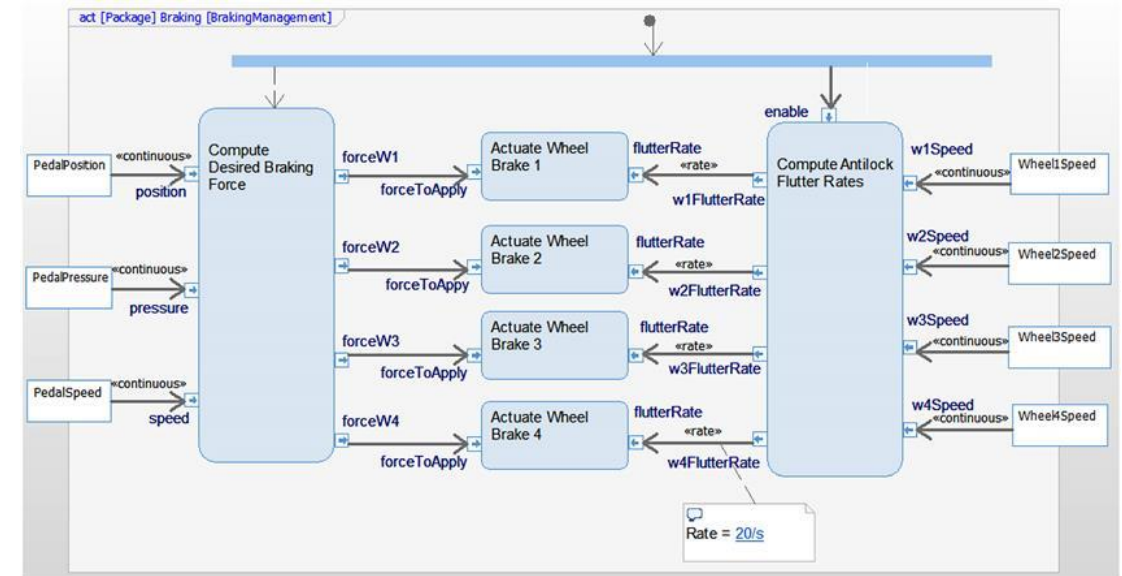 act [Package] Braking [BrakingManagement]
enable
PedalPosition
«continuous»
position
PedalPressure
«continuous»
pressure
PedalSpeed
«continuous»
speed
Compute
Desired Braking
Force
forceW1
forceToApply
forceW2
forceToAppy
forceW3
forceToApply
forceW4
forceToApply
Actuate Wheel
Brake 1
Actuate Wheel
Brake 2
Actuate Wheel
Brake 3
Actuate Wheel
Brake 4
flutterRate
«rate»
w1FlutterRate
flutterRate
«rate»
w2FlutterRate
flutterRate
«rate»
w3FlutterRate
flutterRate
«rate»
w4FlutterRate
Compute Antilock
Flutter Rates
w1Speed
«continuous»
Wheel1Speed
w2Speed
«continuous»
Wheel2Speed
w3Speed
«continuous»
Wheel3Speed
w4Speed
«continuous»
Wheel4Speed
Rate = 20/s